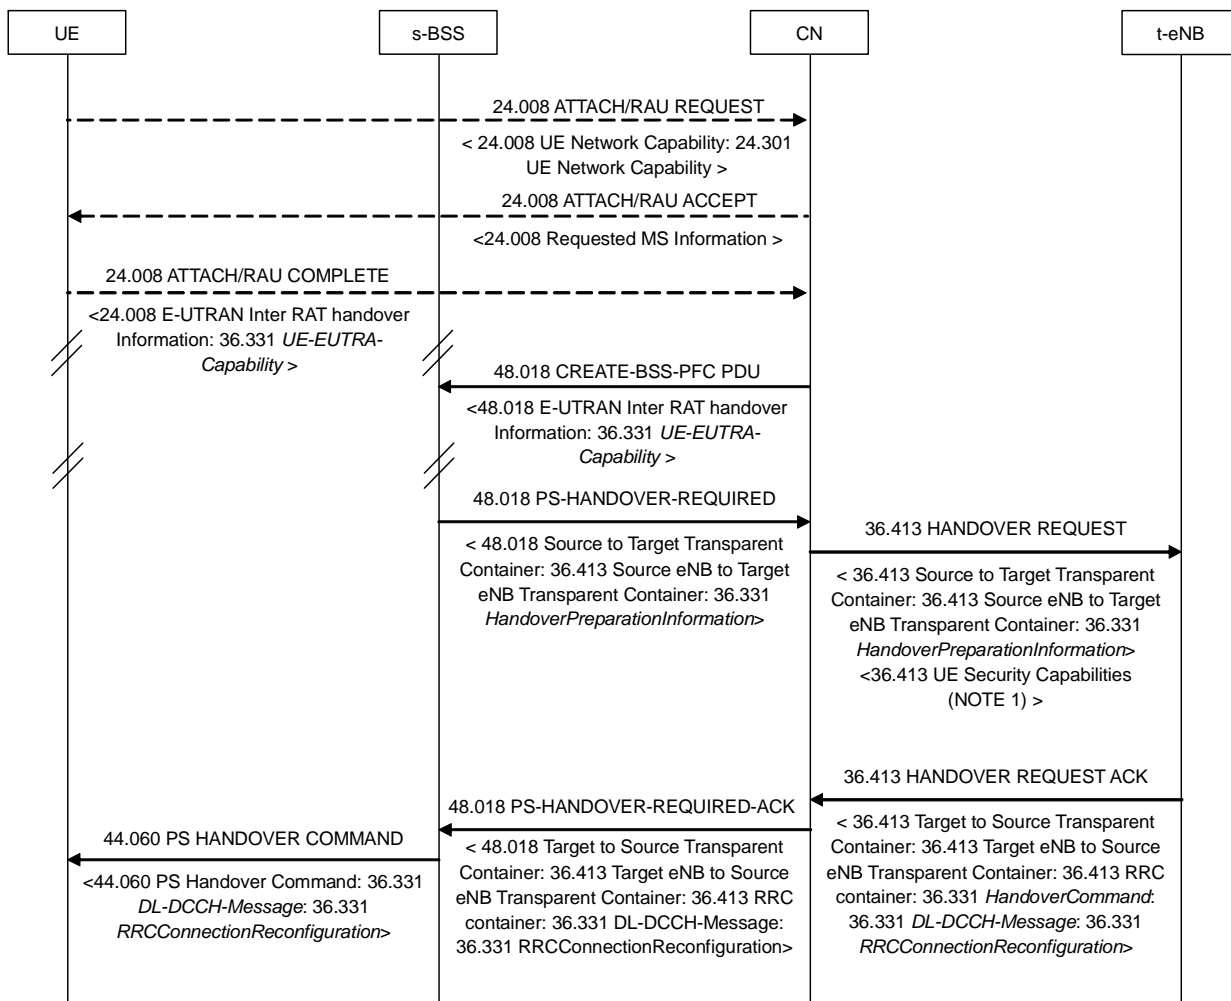 UE
s-BSS
CN
t-eNB
24.008 ATTACH/RAU REQUEST
< 24.008 UE Network Capability: 24.301
UE Network Capability >
24.008 ATTACH/RAU ACCEPT
<24.008 Requested MS Information >
24.008 ATTACH/RAU COMPLETE
<24.008 E-UTRAN Inter RAT handover
Information: 36.331 UE-EUTRA-
Capability >
48.018 CREATE-BSS-PFC PDU
<48.018 E-UTRAN Inter RAT handover
Information: 36.331 UE-EUTRA-
Capability >
48.018 PS-HANDOVER-REQUIRED
< 48.018 Source to Target Transparent
Container: 36.413 Source eNB to Target
eNB Transparent Container: 36.331
HandoverPreparationInformation>
36.413 HANDOVER REQUEST
< 36.413 Source to Target Transparent
Container: 36.413 Source eNB to Target
eNB Transparent Container: 36.331
HandoverPreparationInformation>
<36.413 UE Security Capabilities
(NOTE 1) >
36.413 HANDOVER REQUEST ACK
< 36.413 Target to Source Transparent
Container: 36.413 Target eNB to Source
eNB Transparent Container: 36.413 RRC
container: 36.331 HandoverCommand:
36.331 DL-DCCH-Message: 36.331
RRCConnectionReconfiguration>
48.018 PS-HANDOVER-REQUIRED-ACK
< 48.018 Target to Source Transparent
Container: 36.413 Target eNB to Source
eNB Transparent Container: 36.413 RRC
container: 36.331 DL-DCCH-Message:
36.331 RRCConnectionReconfiguration>
44.060 PS HANDOVER COMMAND
<44.060 PS Handover Command: 36.331
DL-DCCH-Message: 36.331
RRCConnectionReconfiguration>